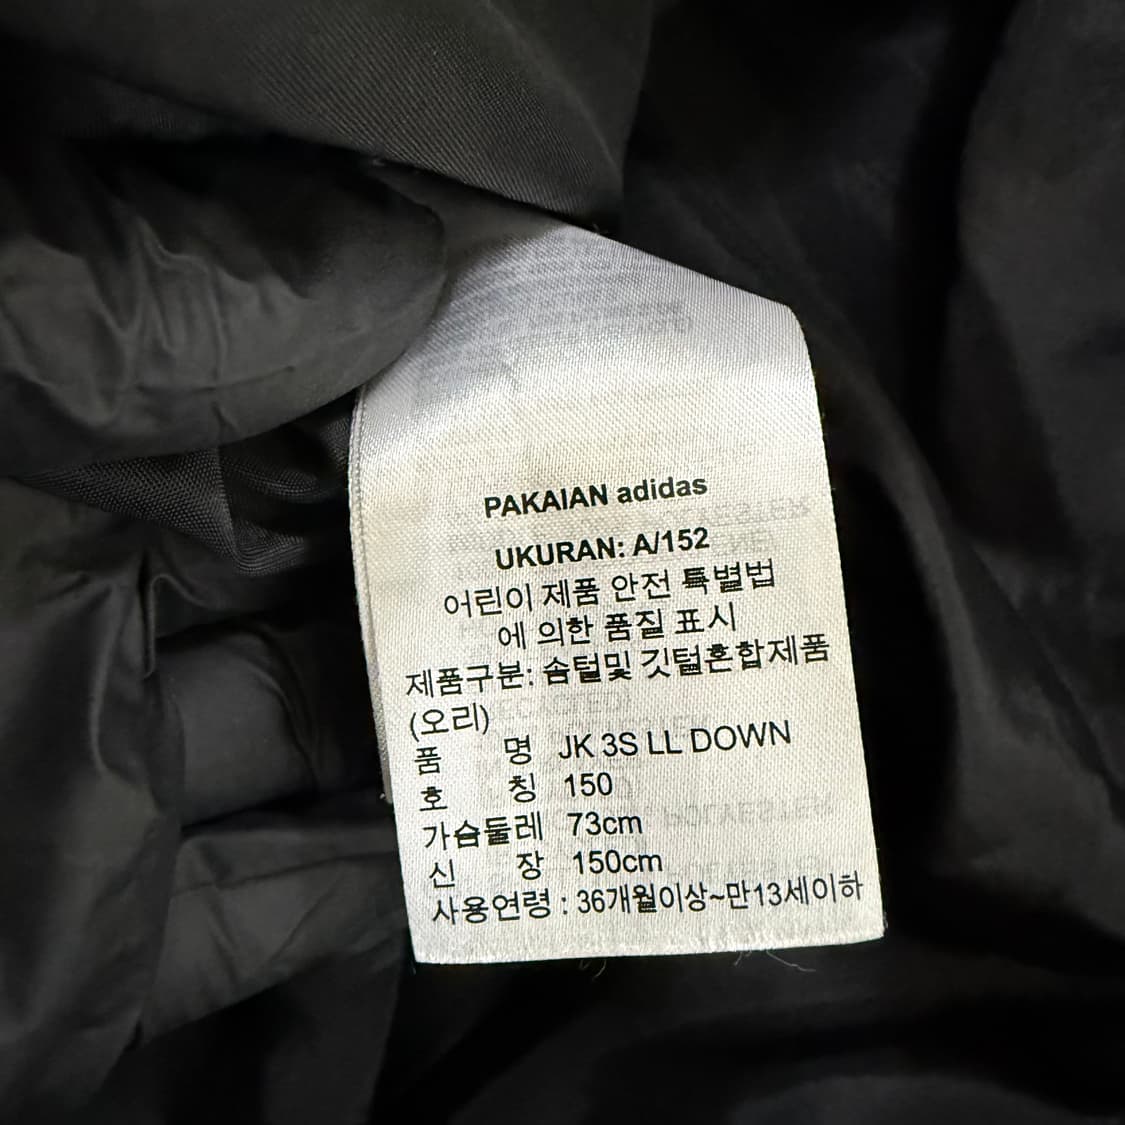 PAKAIAN adidas
UKURAN: A/152
어린이 제품 안전 특별법
에 의한 품질 표시
제품구분: 솜털및 깃털혼합제품
(오리)
품 명 JK 3S LL DOWN
호 칭 150
가슴둘레 73cm
신 장 150cm
사용연령 : 36개월이상~만13세이하